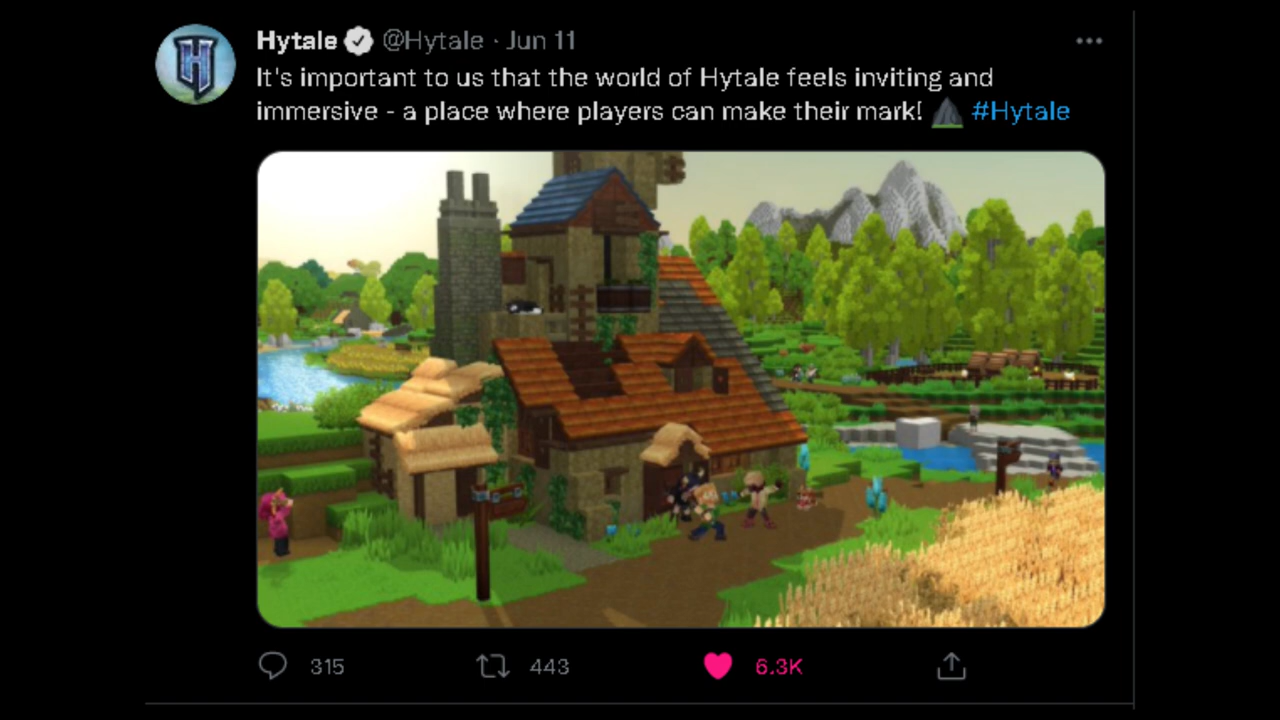 Hytale @Hytale · Jun 11
It's important to us that the world of Hytale feels inviting and
immersive - a place where players can make their mark! ⛰️ #Hytale
315 443 6.3K